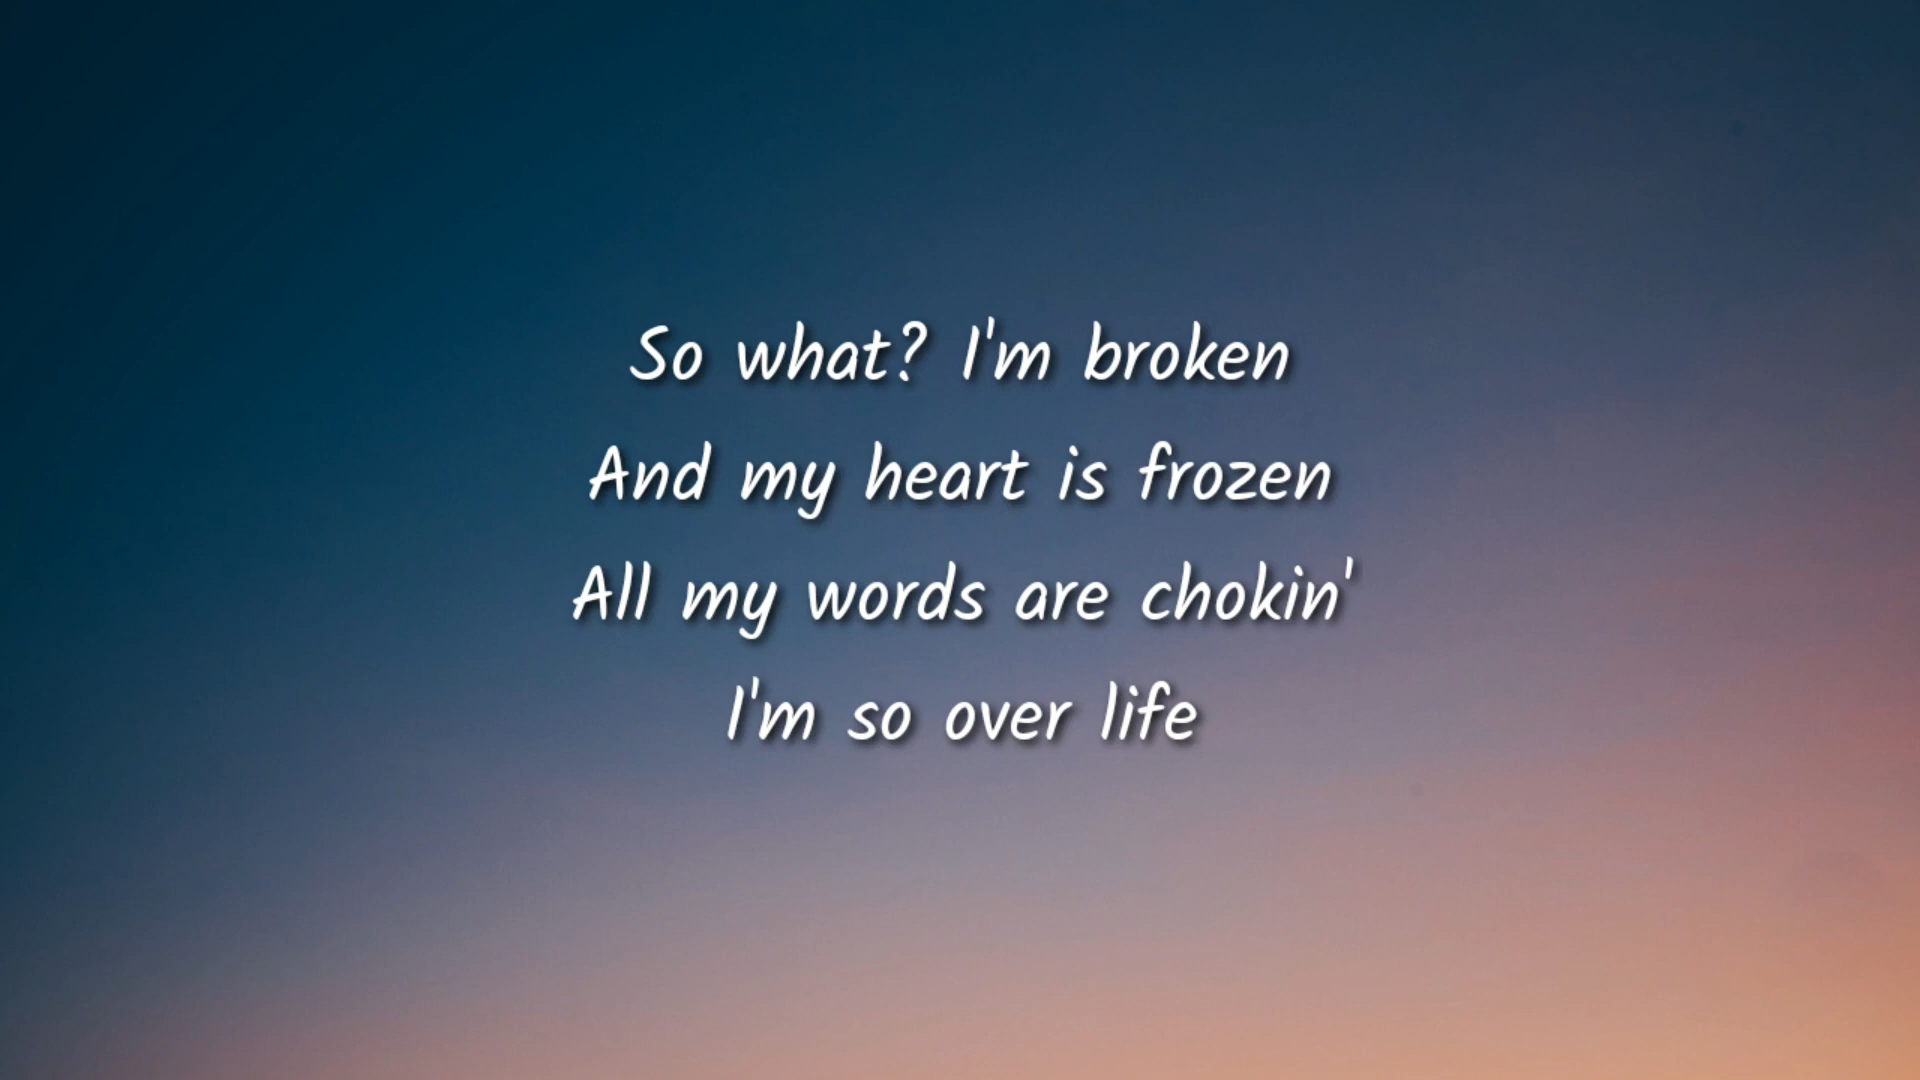 So what? I'm broken
And my heart is frozen
All my words are chokin'
I'm so over life